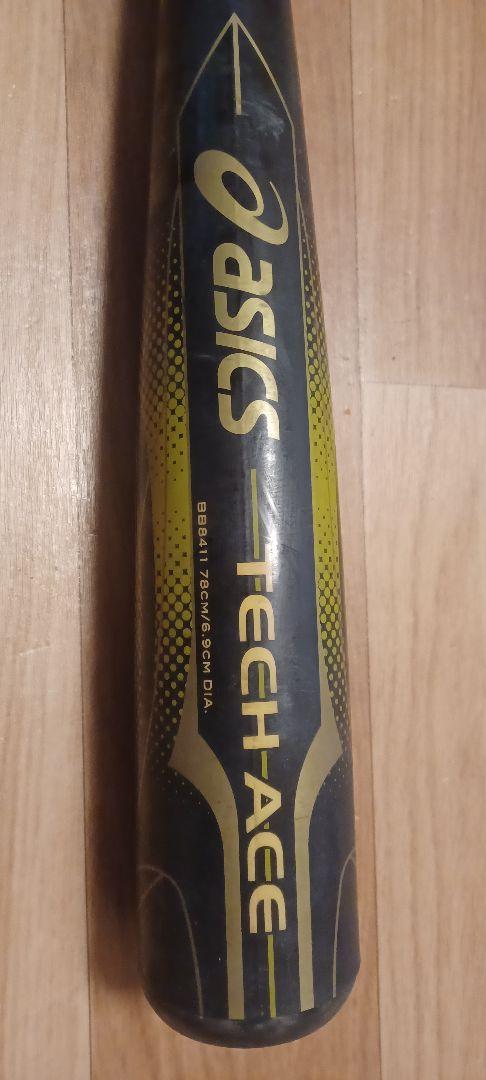 asics
TECH ACE
BB8411 78CM/6.9CM DIA.